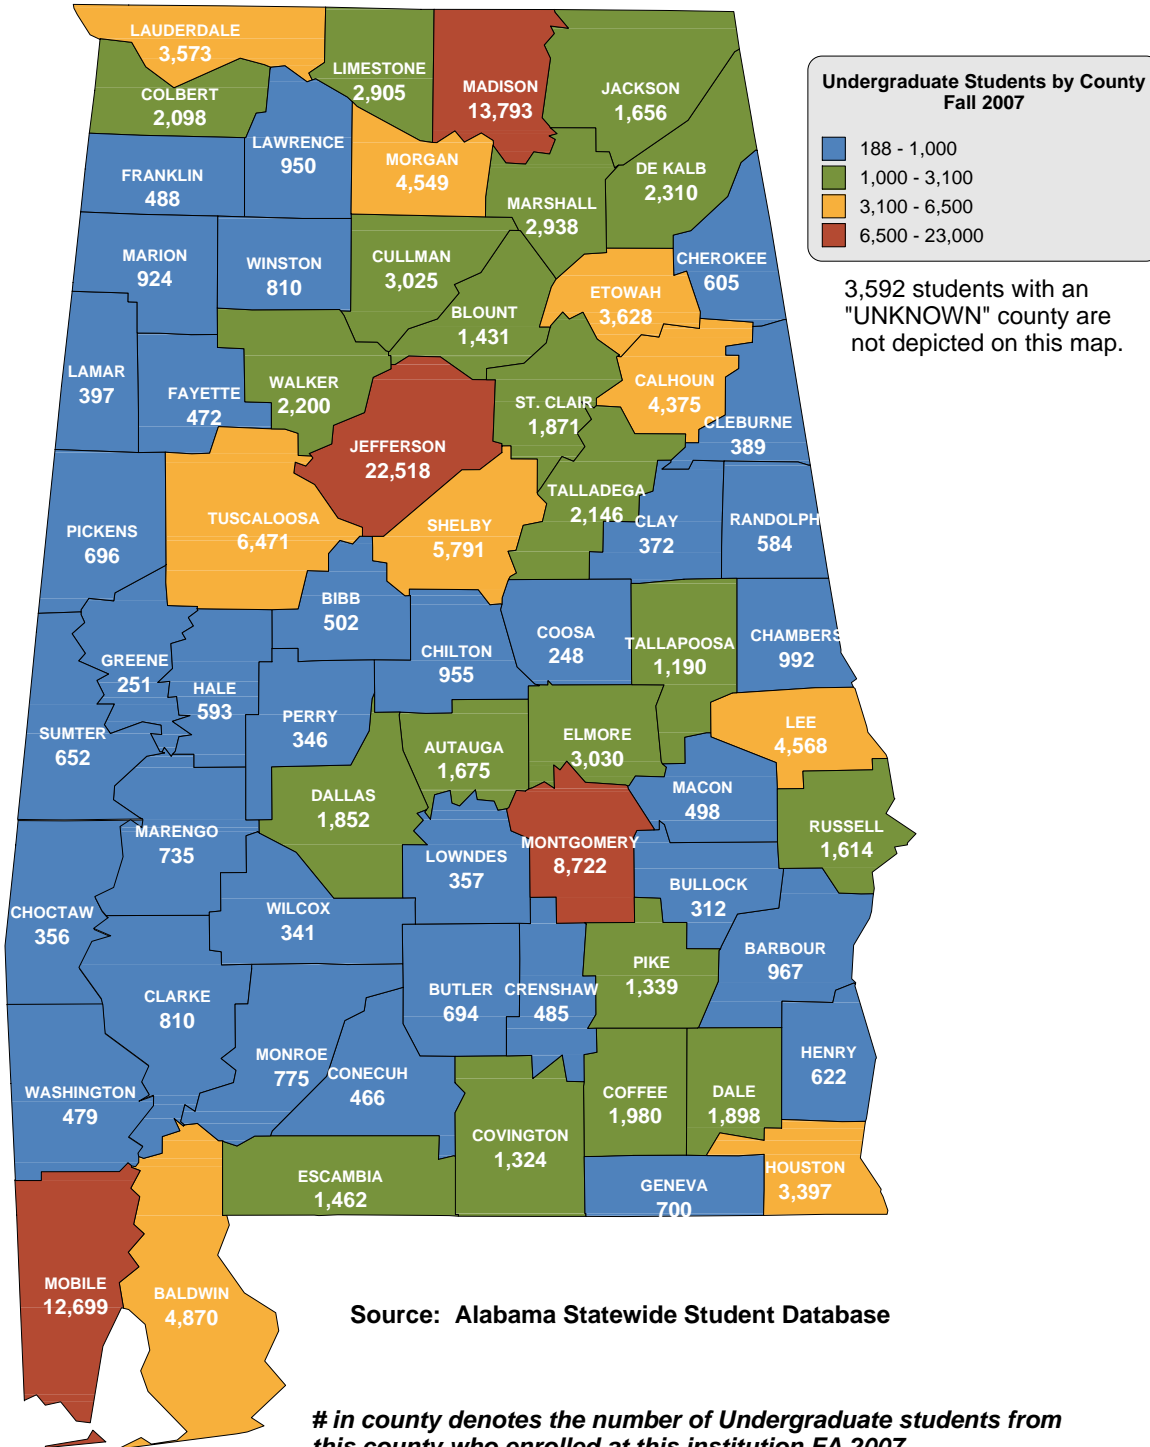 LAUDERDALE
3,573
LIMESTONE
2,905
MADISON
13,793
JACKSON
1,656
COLBERT
2,098
LAWRENCE
950
MORGAN
4,549
DE KALB
2,310
FRANKLIN
488
MARSHALL
2,938
MARION
924
WINSTON
810
CULLMAN
3,025
CHEROKEE
605
ETOWAH
3,628
BLOUNT
1,431
LAMAR
397
FAYETTE
472
WALKER
2,200
CALHOUN
4,375
ST. CLAIR
1,871
CLEBURNE
389
JEFFERSON
22,518
TALLADEGA
2,146
PICKENS
696
TUSCALOOSA
6,471
SHELBY
5,791
CLAY
372
RANDOLPH
584
BIBB
502
COOSA
248
TALLAPOOSA
1,190
CHAMBERS
992
GREENE
251
HALE
593
CHILTON
955
PERRY
346
SUMTER
652
AUTAUGA
1,675
ELMORE
3,030
LEE
4,568
DALLAS
1,852
MACON
498
MARENGO
735
RUSSELL
1,614
LOWNDES
357
MONTGOMERY
8,722
BULLOCK
312
CHOCTAW
356
WILCOX
341
BARBOUR
967
PIKE
1,339
CLARKE
810
BUTLER
694
CRENSHAW
485
MONROE
775
CONECUH
466
HENRY
622
WASHINGTON
479
COFFEE
1,980
DALE
1,898
COVINGTON
1,324
ESCAMBIA
1,462
GENEVA
700
HOUSTON
3,397
MOBILE
12,699
BALDWIN
4,870
Undergraduate Students by County
Fall 2007
188 - 1,000
1,000 - 3,100
3,100 - 6,500
6,500 - 23,000
3,592 students with an
"UNKNOWN" county are
not depicted on this map.
Source: Alabama Statewide Student Database
# in county denotes the number of Undergraduate students from
this county who enrolled at this institution FA 2007